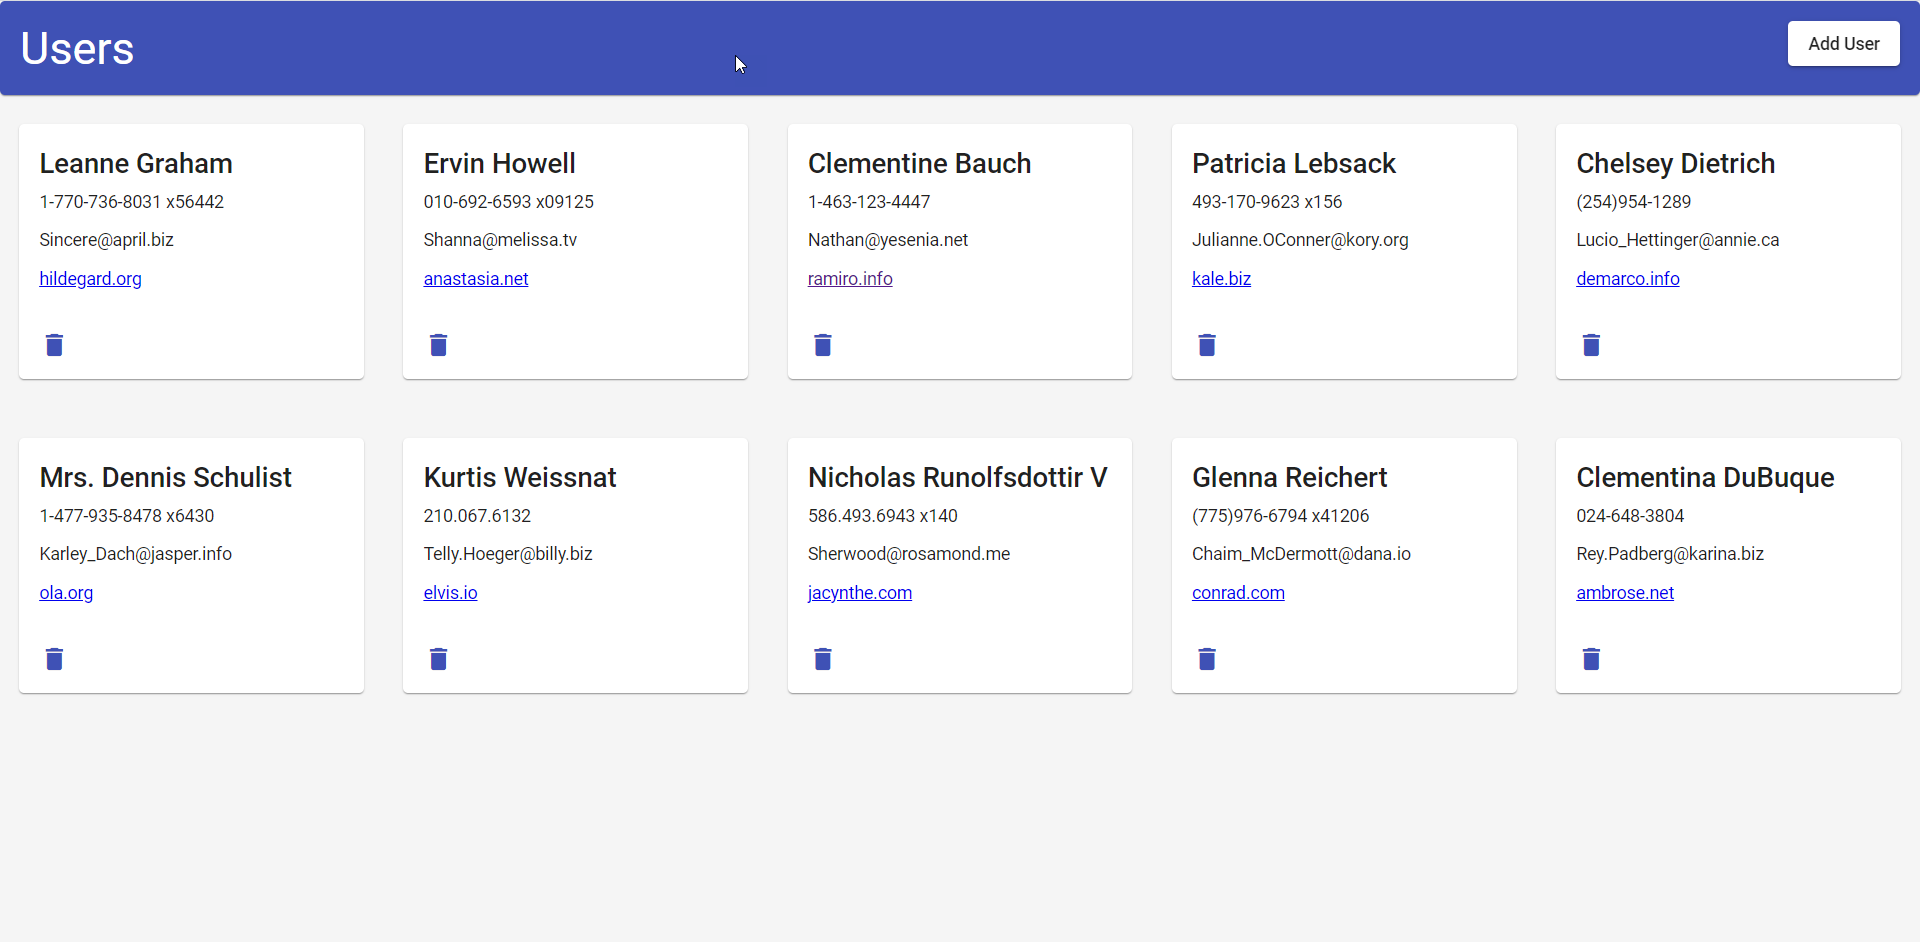 Users
Add User
Leanne Graham
1-770-736-8031 x56442
Sincere@april.biz
hildegard.org
Ervin Howell
010-692-6593 x09125
Shanna@melissa.tv
anastasia.net
Clementine Bauch
1-463-123-4447
Nathan@yesenia.net
ramiro.info
Patricia Lebsack
493-170-9623 x156
Julianne.OConner@kory.org
kale.biz
Chelsey Dietrich
(254)954-1289
Lucio_Hettinger@annie.ca
demarco.info
Mrs. Dennis Schulist
1-477-935-8478 x6430
Karley_Dach@jasper.info
ola.org
Kurtis Weissnat
210.067.6132
Telly.Hoeger@billy.biz
elvis.io
Nicholas Runolfsdottir V
586.493.6943 x140
Sherwood@rosamond.me
jacynthe.com
Glenna Reichert
(775)976-6794 x41206
Chaim_McDermott@dana.io
conrad.com
Clementina DuBuque
024-648-3804
Rey.Padberg@karina.biz
ambrose.net